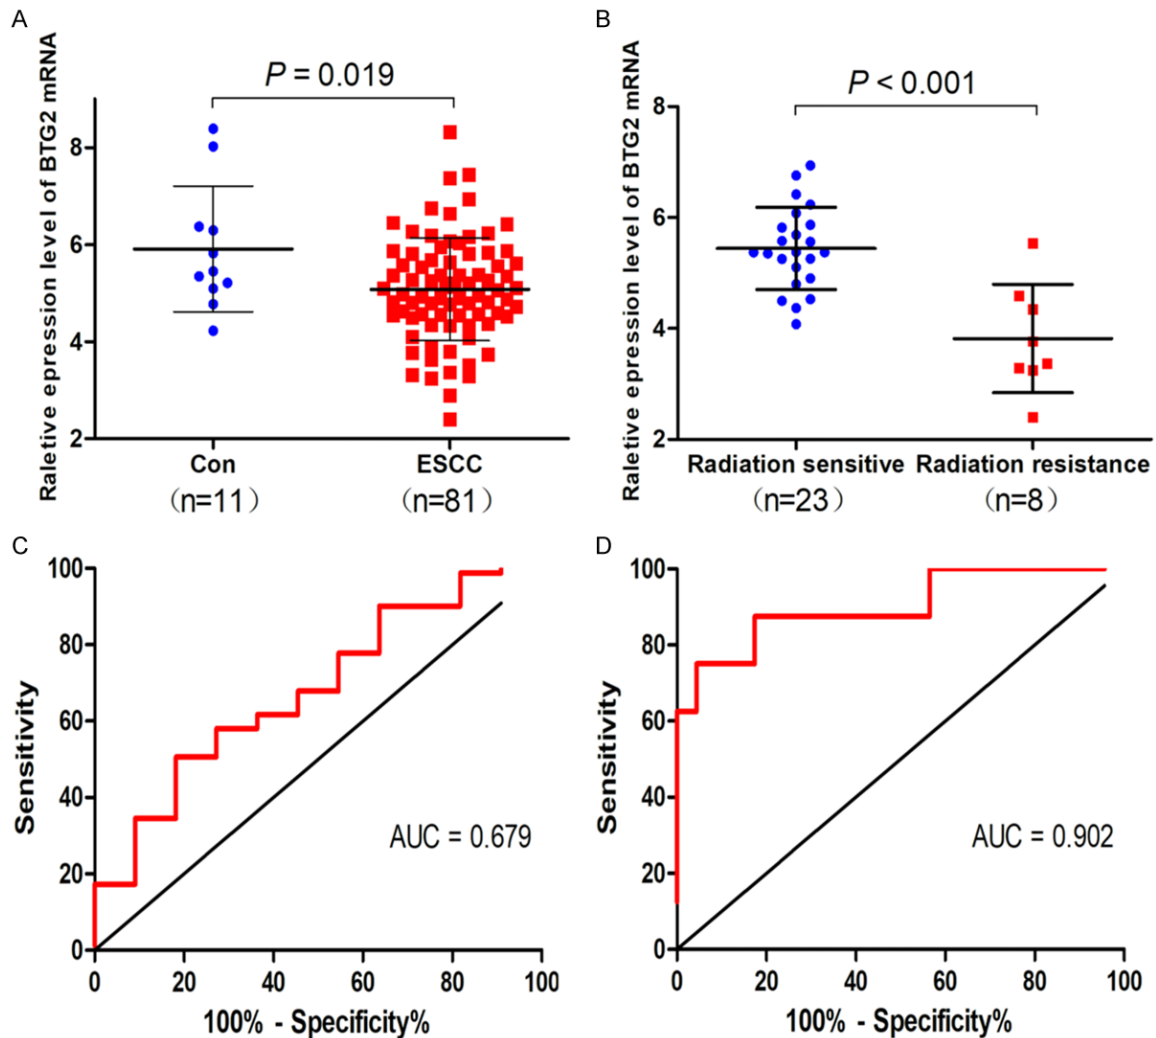 A
Raletive epression level of BTG2 mRNA
P = 0.019
8
6
4
2
Con
ESCC
(n=11)
(n=81)
B
Raletive epression level of BTG2 mRNA
P < 0.001
8
6
4
2
Radiation sensitive
Radiation resistance
(n=23)
(n=8)
C
Sensitivity
100
80
60
40
20
0
AUC = 0.679
0 20 40 60 80 100
100% - Specificity%
D
Sensitivity
100
80
60
40
20
0
AUC = 0.902
0 20 40 60 80 100
100% - Specificity%